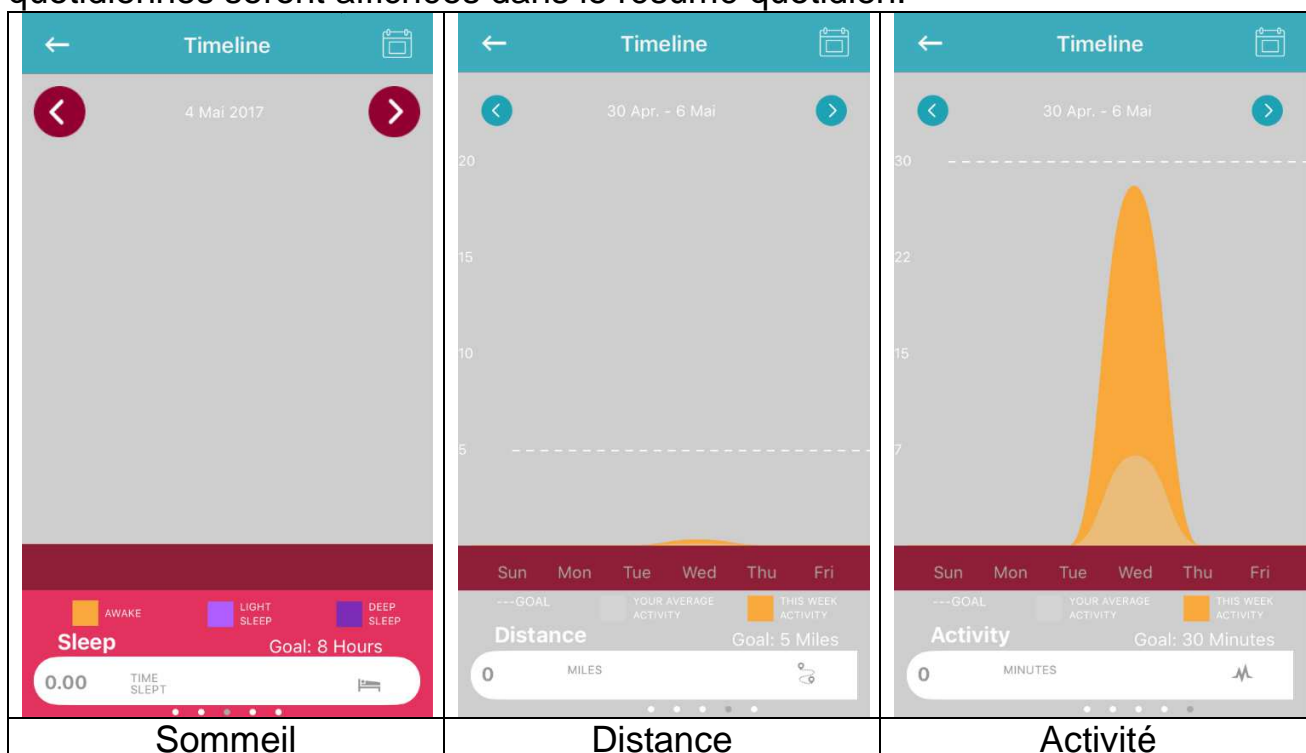 quotidiennes seront affichées dans le résumé quotidien.
Timeline
4 Mai 2017
AWAKE
LIGHT
SLEEP
DEEP
SLEEP
Sleep
Goal: 8 Hours
0.00
TIME
SLEPT
Sommeil
Timeline
30 Apr. - 6 Mai
20
15
10
5
Sun Mon Tue Wed Thu Fri
---GOAL
YOUR AVERAGE
ACTIVITY
THIS WEEK
ACTIVITY
Distance
Goal: 5 Miles
0
MILES
Distance
Timeline
30 Apr. - 6 Mai
30
22
15
7
Sun Mon Tue Wed Thu Fri
---GOAL
YOUR AVERAGE
ACTIVITY
THIS WEEK
ACTIVITY
Activity
Goal: 30 Minutes
0
MINUTES
Activité